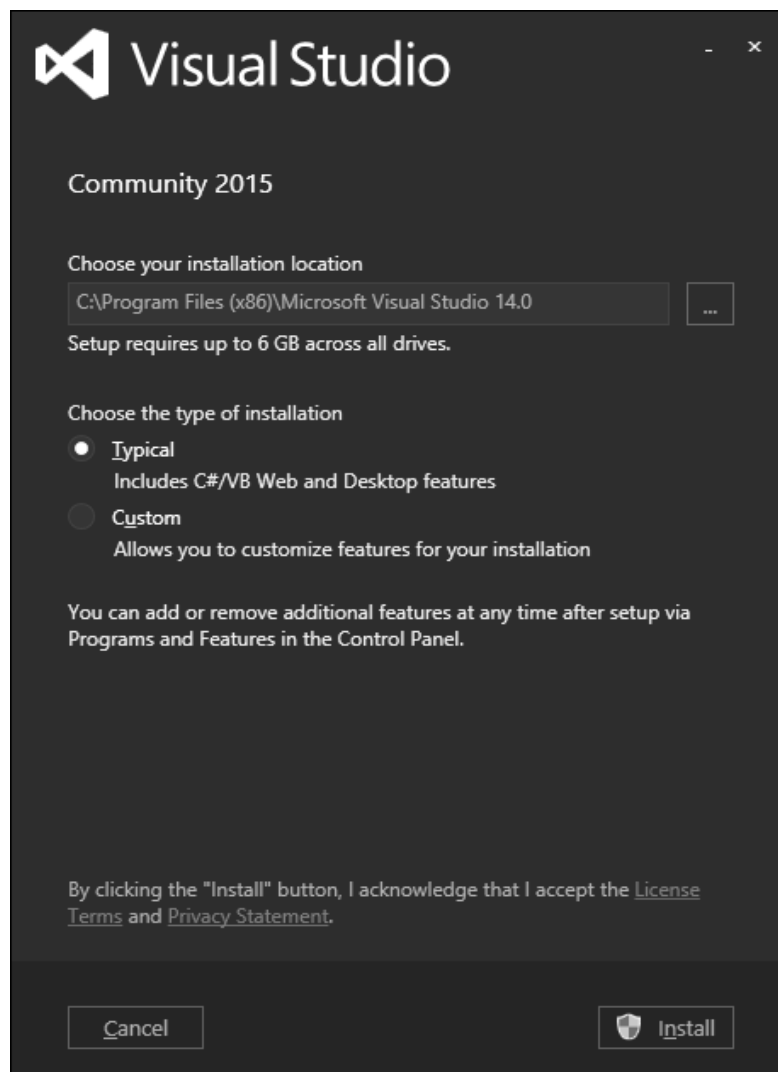 Visual Studio
Community 2015
Choose your installation location
C:\Program Files (x86)\Microsoft Visual Studio 14.0
...
Setup requires up to 6 GB across all drives.
Choose the type of installation
Typical
Includes C#/VB Web and Desktop features
Custom
Allows you to customize features for your installation
You can add or remove additional features at any time after setup via
Programs and Features in the Control Panel.
By clicking the "Install" button, I acknowledge that I accept the License
Terms and Privacy Statement.
Cancel
Install